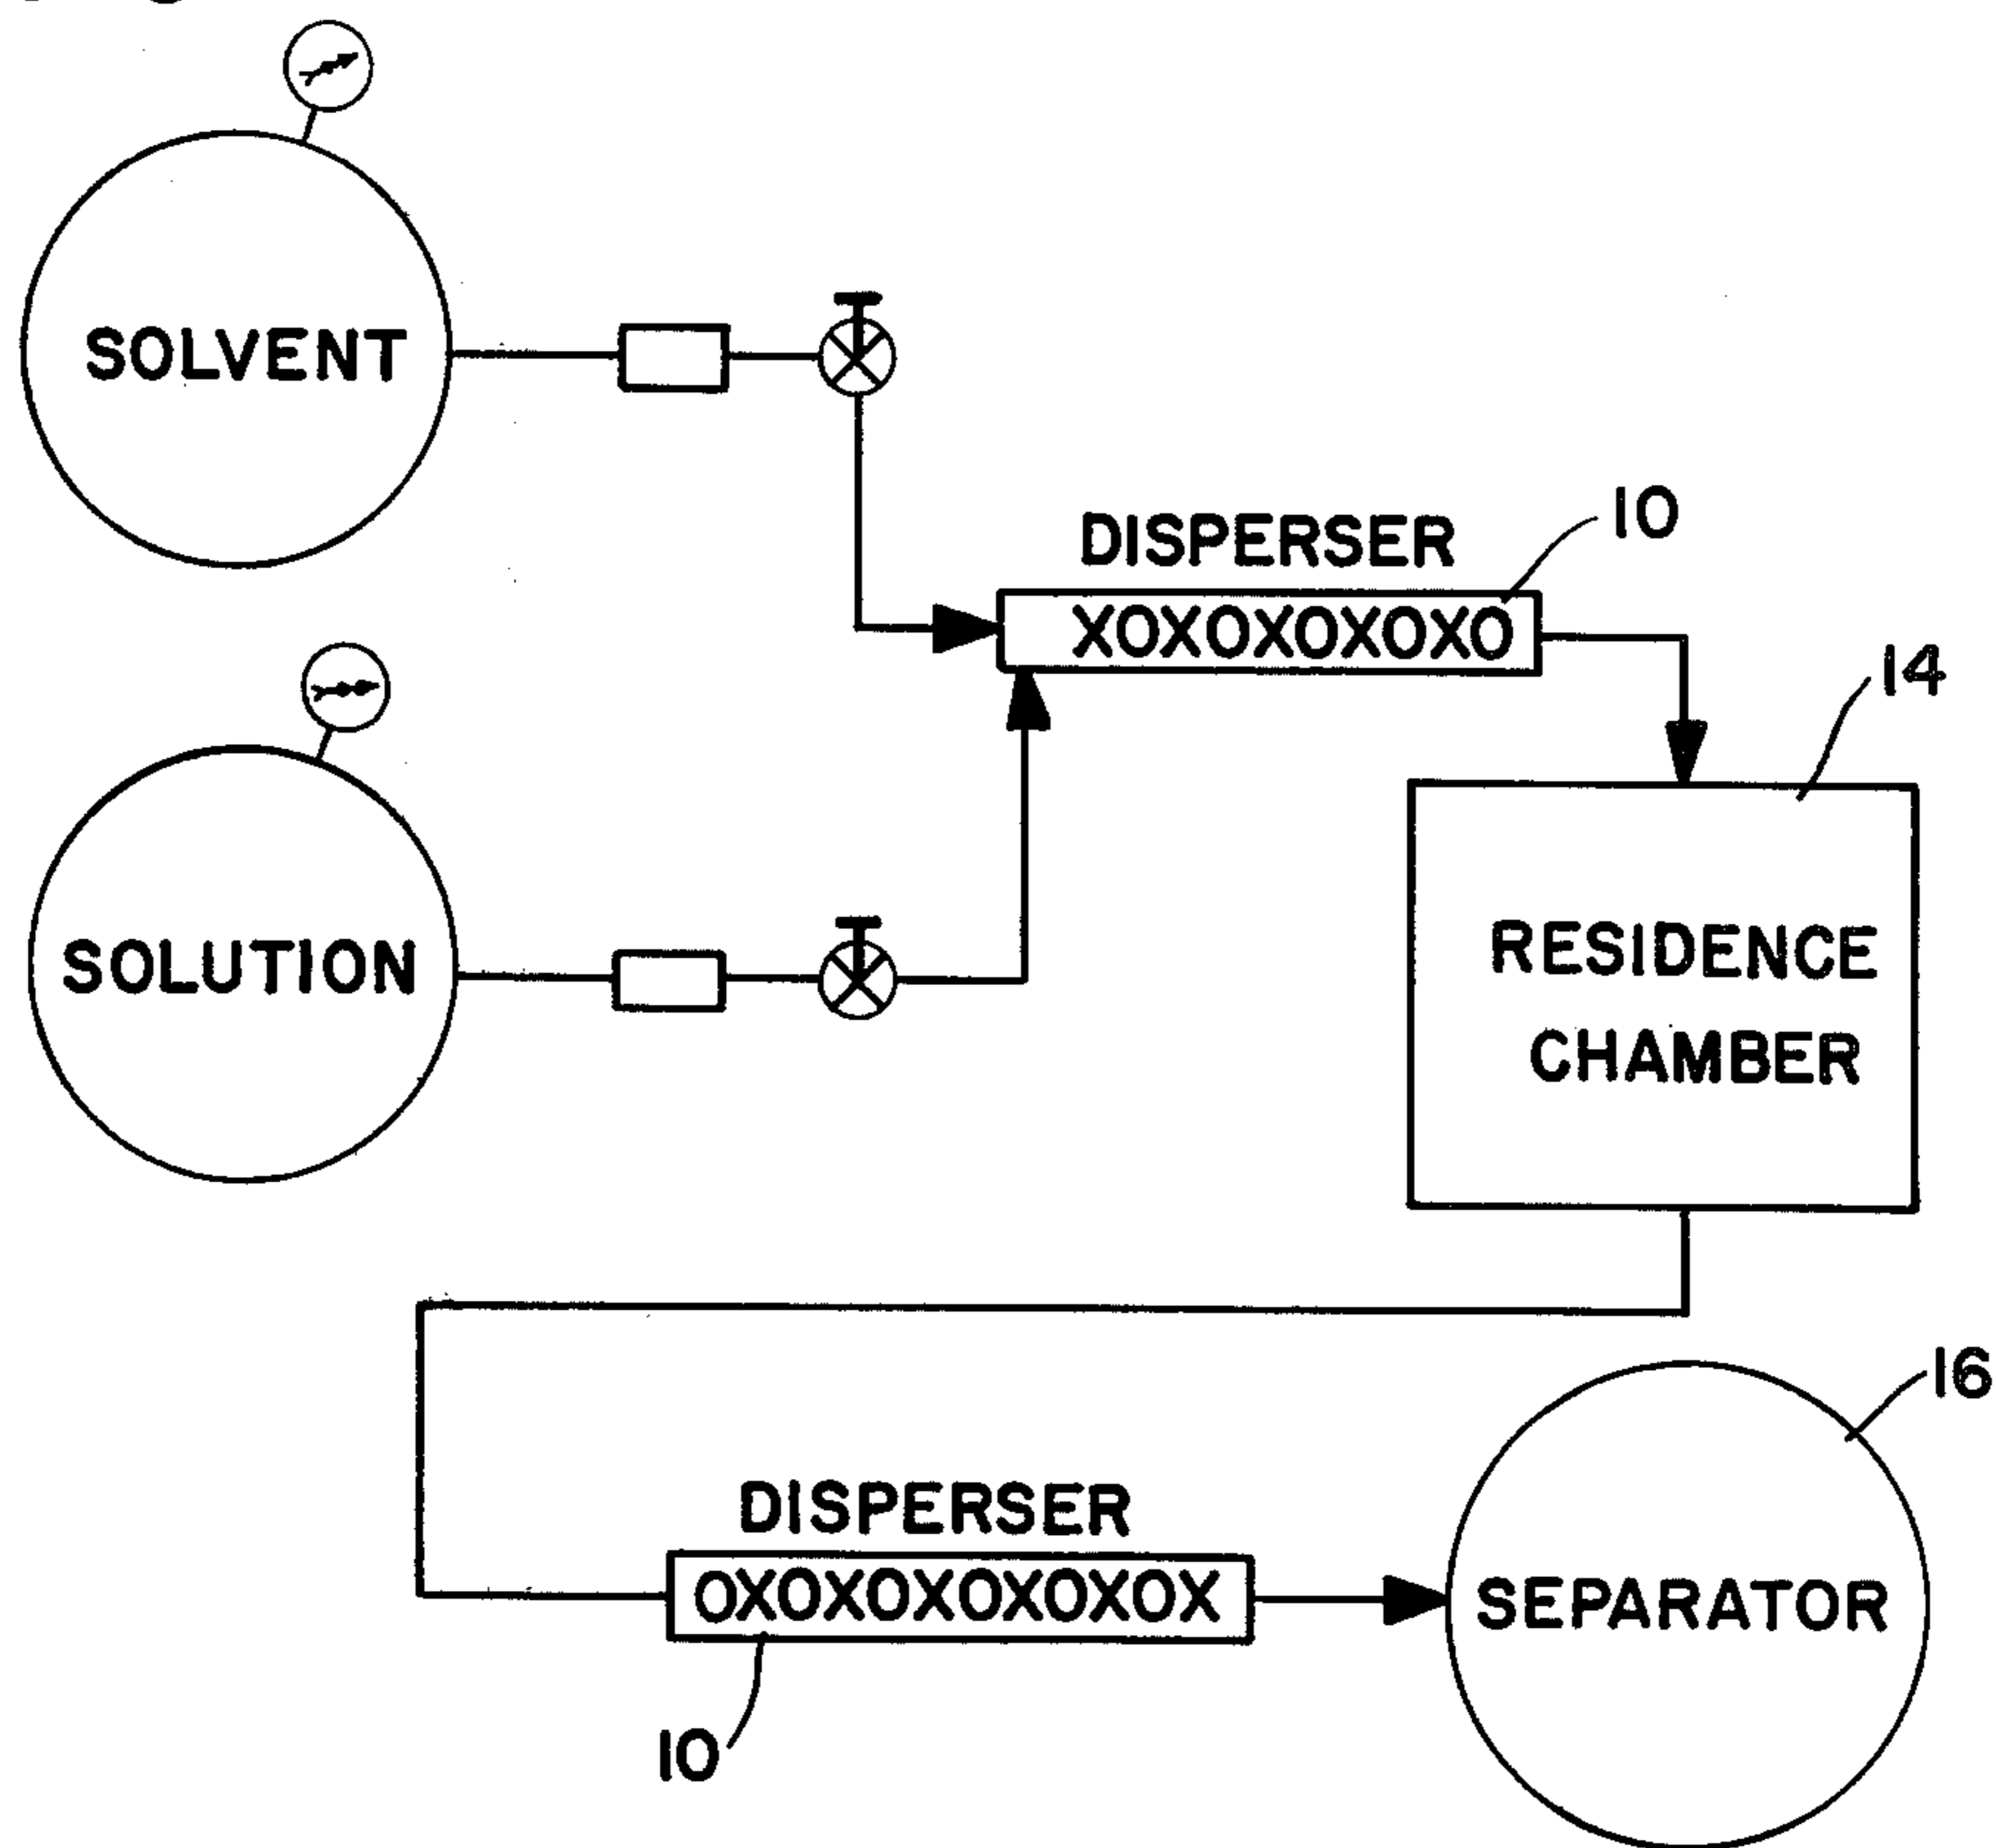 SOLVENT
DISPERSER
10
XOXOXOXOXO
14
SOLUTION
RESIDENCE
CHAMBER
16
DISPERSER
OXOXOXOXOXOX
SEPARATOR
10